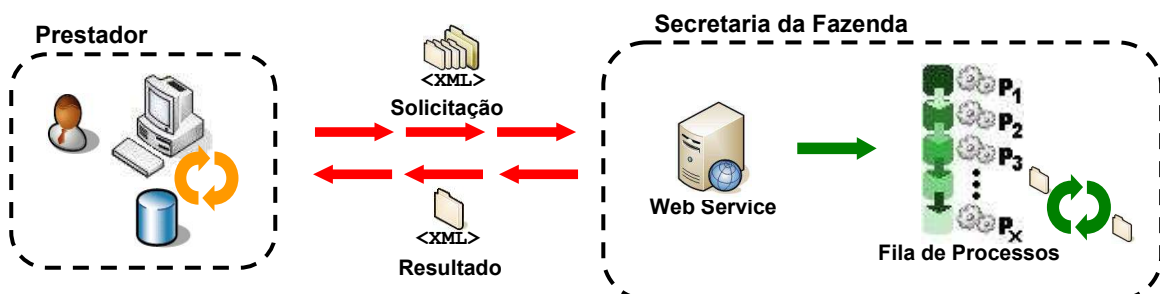 Prestador
<XML>
Solicitação
<XML>
Resultado
Secretaria da Fazenda
Web Service
P1
P2
P3
Px
Fila de Processos